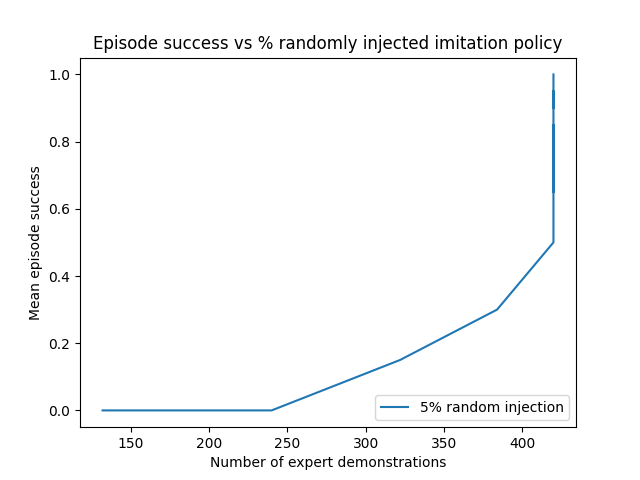 Episode success vs % randomly injected imitation policy
Mean episode success
1.0
0.8
0.6
0.4
0.2
0.0
5% random injection
150 200 250 300 350 400
Number of expert demonstrations